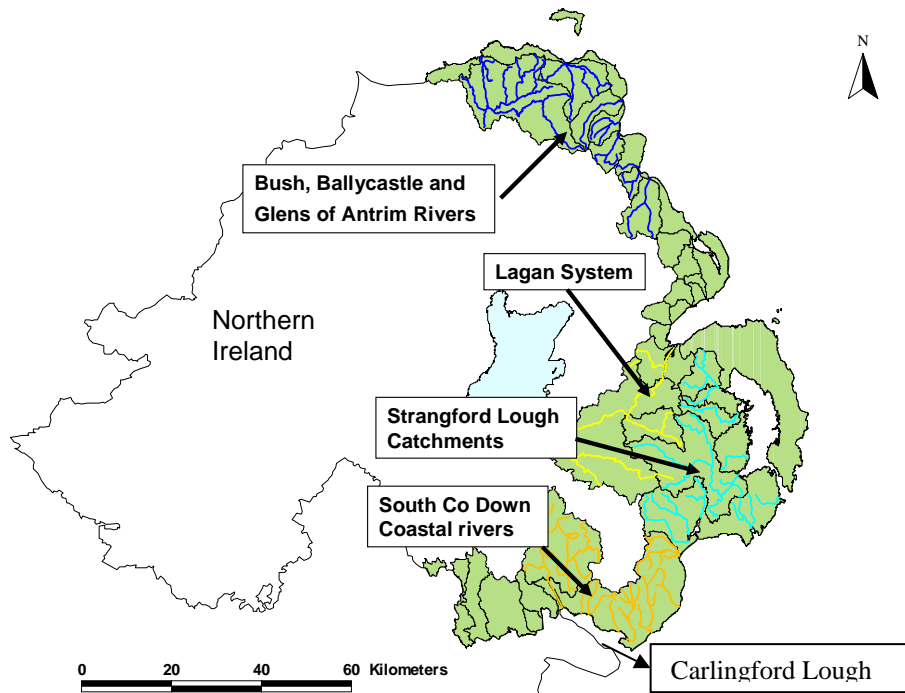 N
Bush, Ballycastle and
Glens of Antrim Rivers
Lagan System
Northern
Ireland
Strangford Lough
Catchments
South Co Down
Coastal rivers
Carlingford Lough
0 20 40 60 Kilometers